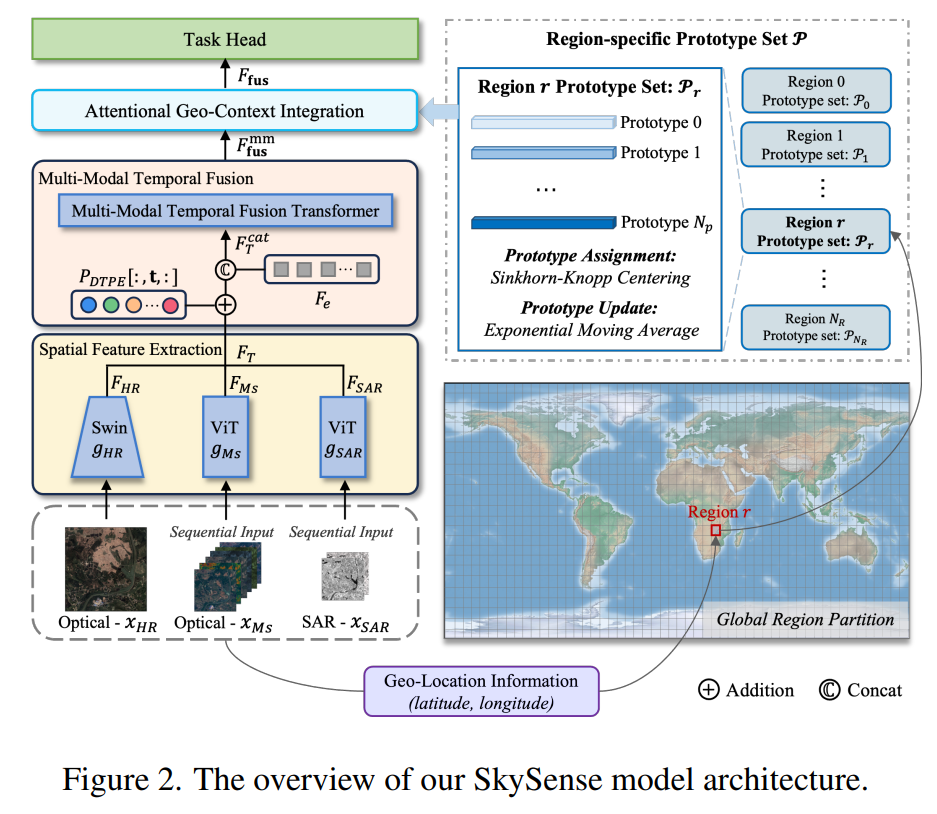 Task Head
F_fus
Attentional Geo-Context Integration
F_fus^mm
Multi-Modal Temporal Fusion
Multi-Modal Temporal Fusion Transformer
F_T^cat
ℂ
P_DTPE[:, t, :]
...
+
...
F_e
Spatial Feature Extraction
F_T
F_HR
F_Ms
F_SAR
Swin
g_HR
ViT
g_Ms
ViT
g_SAR
Sequential Input
Sequential Input
Optical - x_HR
Optical - x_Ms
SAR - x_SAR
Region-specific Prototype Set 𝒫
Region r Prototype Set: 𝒫_r
Prototype 0
Prototype 1
...
Prototype N_p
Prototype Assignment:
Sinkhorn-Knopp Centering
Prototype Update:
Exponential Moving Average
Region 0
Prototype set: 𝒫_0
Region 1
Prototype set: 𝒫_1
⋮
Region r
Prototype set: 𝒫_r
⋮
Region N_R
Prototype set: 𝒫_{N_R}
Region r
Global Region Partition
Geo-Location Information
(latitude, longitude)
⊕ Addition
ℂ Concat
Figure 2. The overview of our SkySense model architecture.